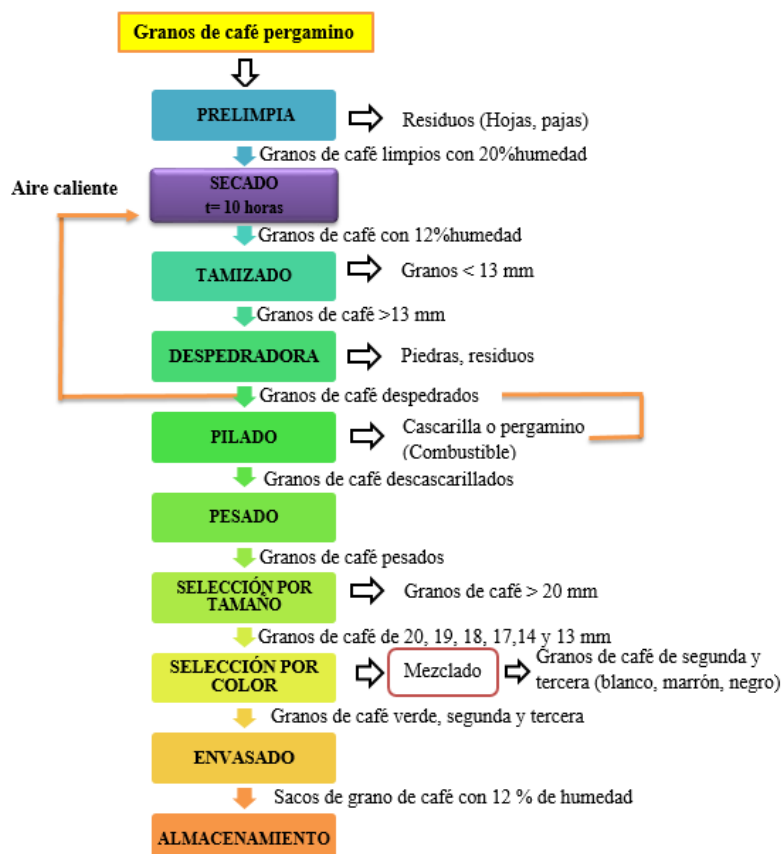 Granos de café pergamino
PRELIMPIA
Residuos (Hojas, pajas)
Granos de café limpios con 20%humedad
Aire caliente
SECADO
t= 10 horas
Granos de café con 12%humedad
TAMIZADO
Granos < 13 mm
Granos de café >13 mm
DESPEDRADORA
Piedras, residuos
Granos de café despedrados
PILADO
Cascarilla o pergamino
(Combustible)
Granos de café descascarillados
PESADO
Granos de café pesados
SELECCIÓN POR
TAMAÑO
Granos de café > 20 mm
Granos de café de 20, 19, 18, 17,14 y 13 mm
SELECCIÓN POR
COLOR
Mezclado
Granos de café de segunda y
tercera (blanco, marrón, negro)
Granos de café verde, segunda y tercera
ENVASADO
Sacos de grano de café con 12 % de humedad
ALMACENAMIENTO